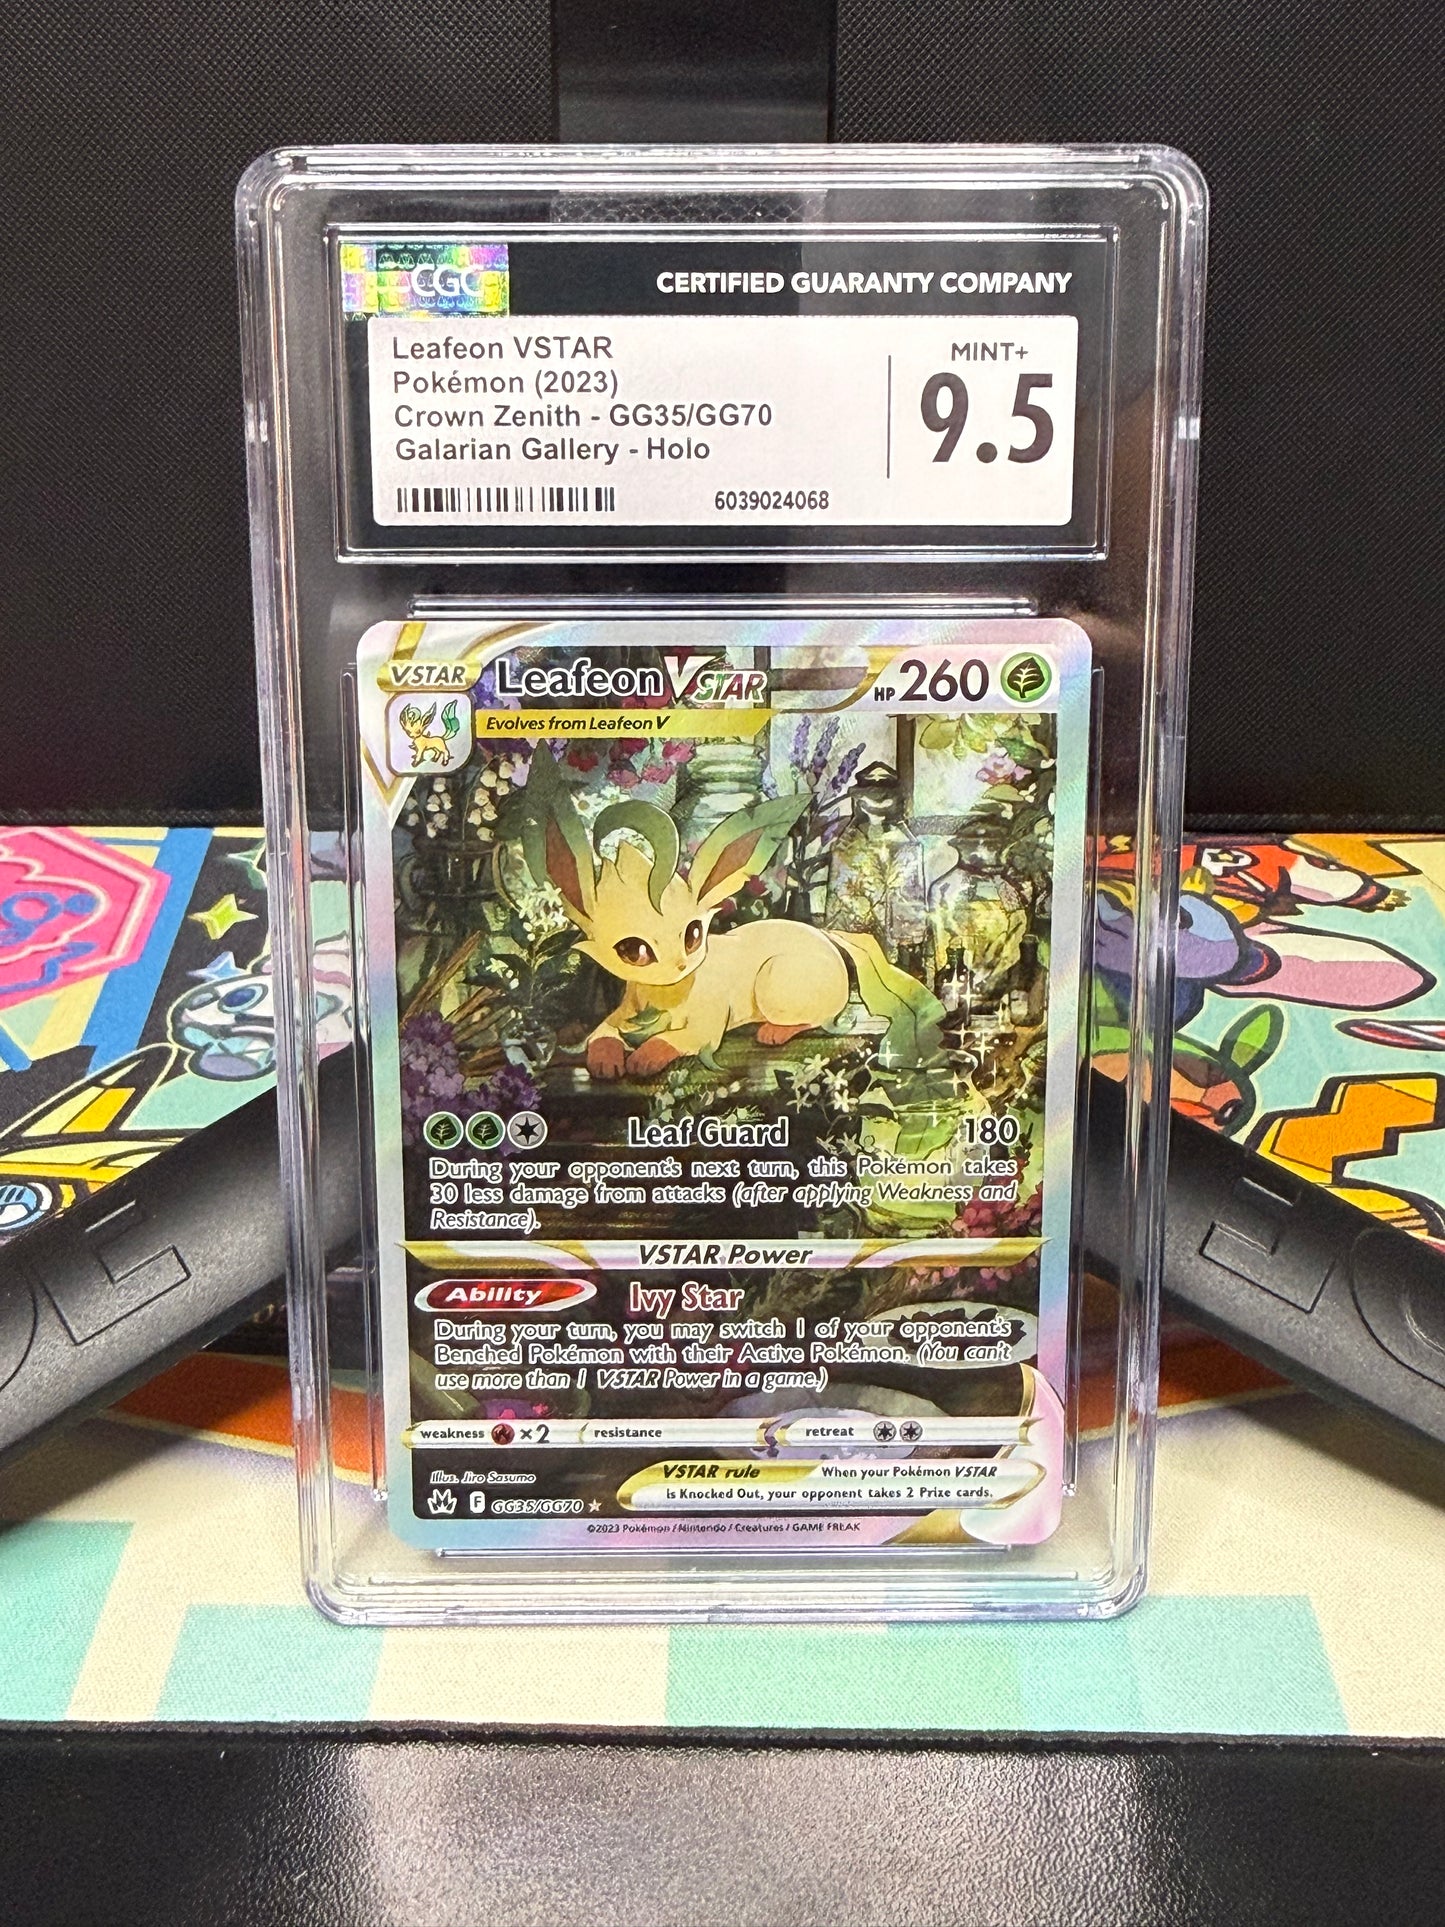 CGC
CERTIFIED GUARANTY COMPANY
Leafeon VSTAR
Pokémon (2023)
Crown Zenith - GG35/GG70
Galarian Gallery - Holo
MINT+
9.5
6039024068
VSTAR
Leafeon VSTAR
HP 260
Evolves from Leafeon V
Leaf Guard 180
During your opponent's next turn, this Pokémon takes
30 less damage from attacks (after applying Weakness and
Resistance).
VSTAR Power
Ability Ivy Star
During your turn, you may switch 1 of your opponent's
Benched Pokémon with their Active Pokémon. (You can't
use more than 1 VSTAR Power in a game.)
weakness ×2 resistance retreat
Illus. Jiro Sasumo
VSTAR rule When your Pokémon VSTAR
is Knocked Out, your opponent takes 2 Prize cards.
F GG35/GG70
©2023 Pokémon / Nintendo / Creatures / GAME FREAK